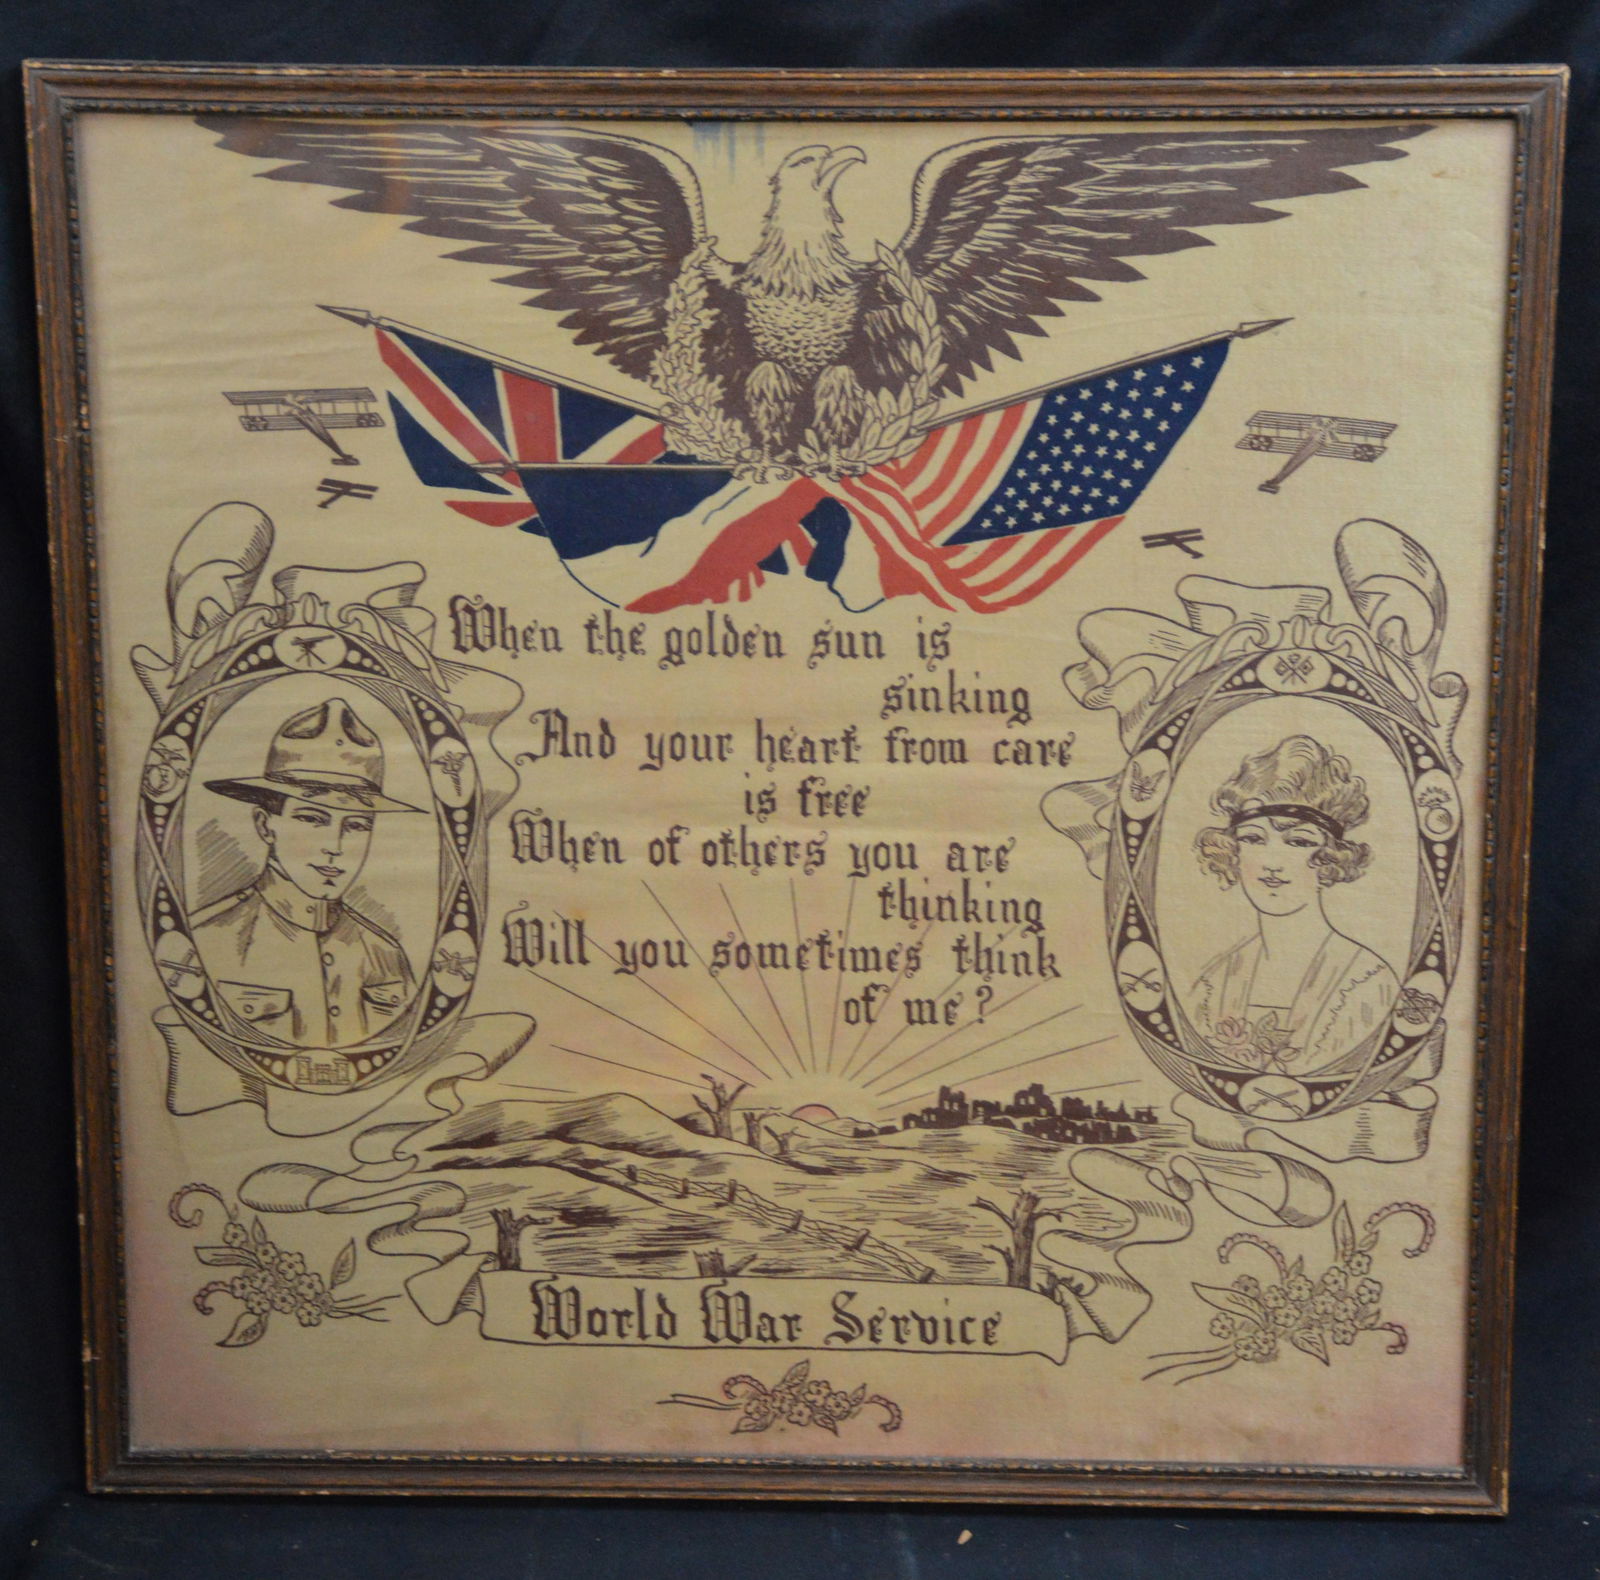 When the golden sun is
sinking
And your heart from care
is free
When of others you are
thinking
Will you sometimes think
of me?
World War Service